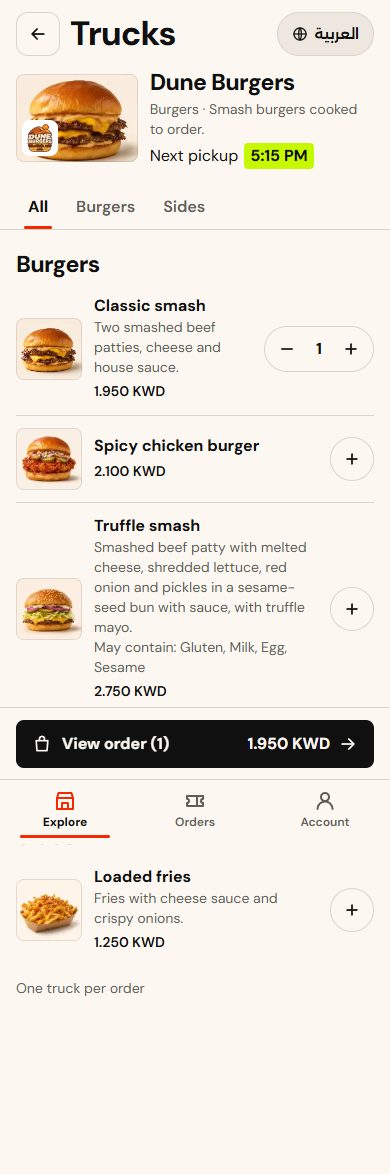 Trucks
العربية
Dune Burgers
Burgers · Smash burgers cooked
to order.
Next pickup 5:15 PM
DUNE
BURGERS
All Burgers Sides
Burgers
Classic smash
Two smashed beef
patties, cheese and
house sauce.
1.950 KWD
1
Spicy chicken burger
2.100 KWD
Truffle smash
Smashed beef patty with melted
cheese, shredded lettuce, red
onion and pickles in a sesame-
seed bun with sauce, with truffle
mayo.
May contain: Gluten, Milk, Egg,
Sesame
2.750 KWD
View order (1) 1.950 KWD
Explore Orders Account
Loaded fries
Fries with cheese sauce and
crispy onions.
1.250 KWD
One truck per order